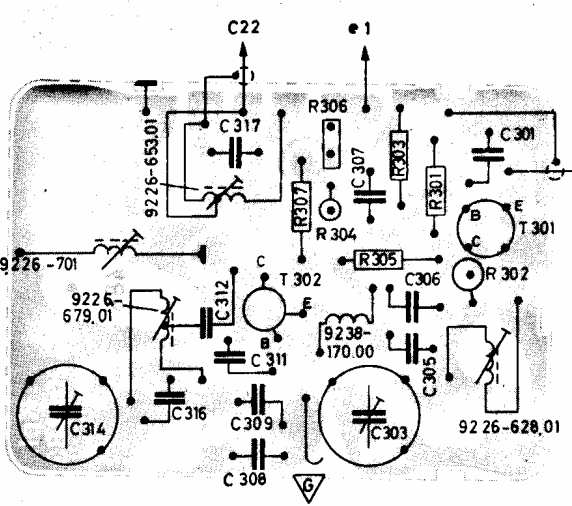 C22
e1
R306
C317
C307
R303
C301
9226-653,01
R301
R307
B
E
T301
R304
C
R305
R302
9226-701
C
T302
C306
9226-
679,01
C312
E
9238-
170.00
B
C311
C305
C316
C309
C303
C314
9226-628,01
C308
G